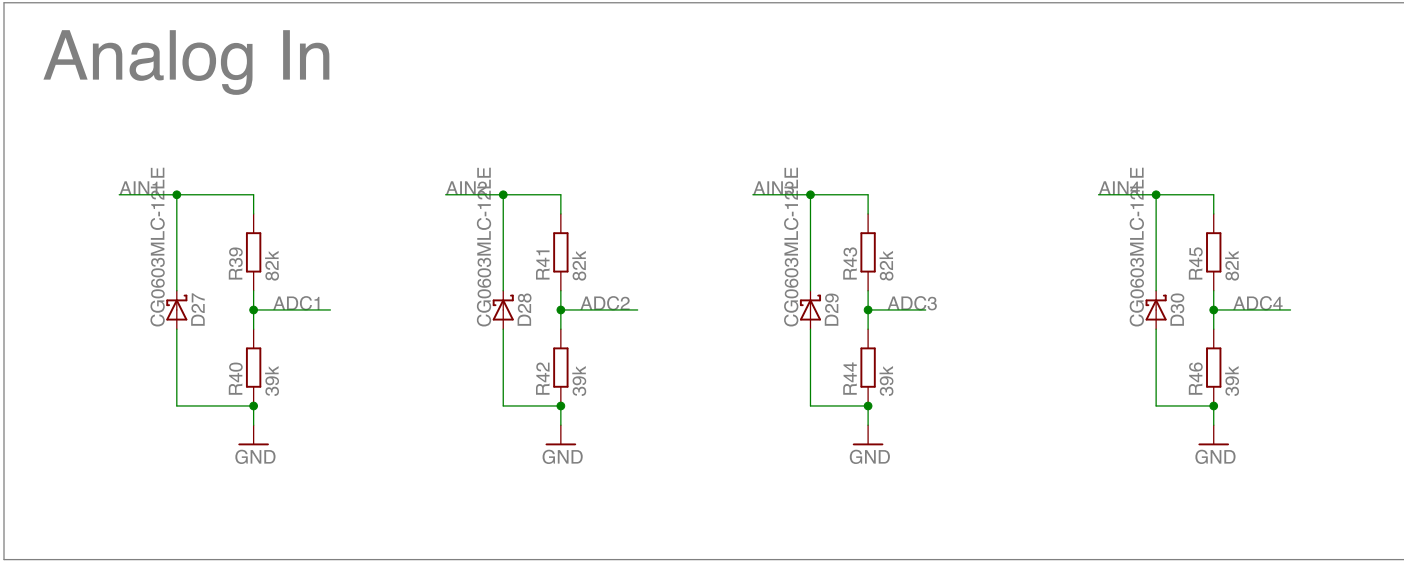 Analog In
AIN1
CG0603MLC-12LE
D27
R39
82k
ADC1
R40
39k
GND
AIN2
CG0603MLC-12LE
D28
R41
82k
ADC2
R42
39k
GND
AIN3
CG0603MLC-12LE
D29
R43
82k
ADC3
R44
39k
GND
AIN4
CG0603MLC-12LE
D30
R45
82k
ADC4
R46
39k
GND